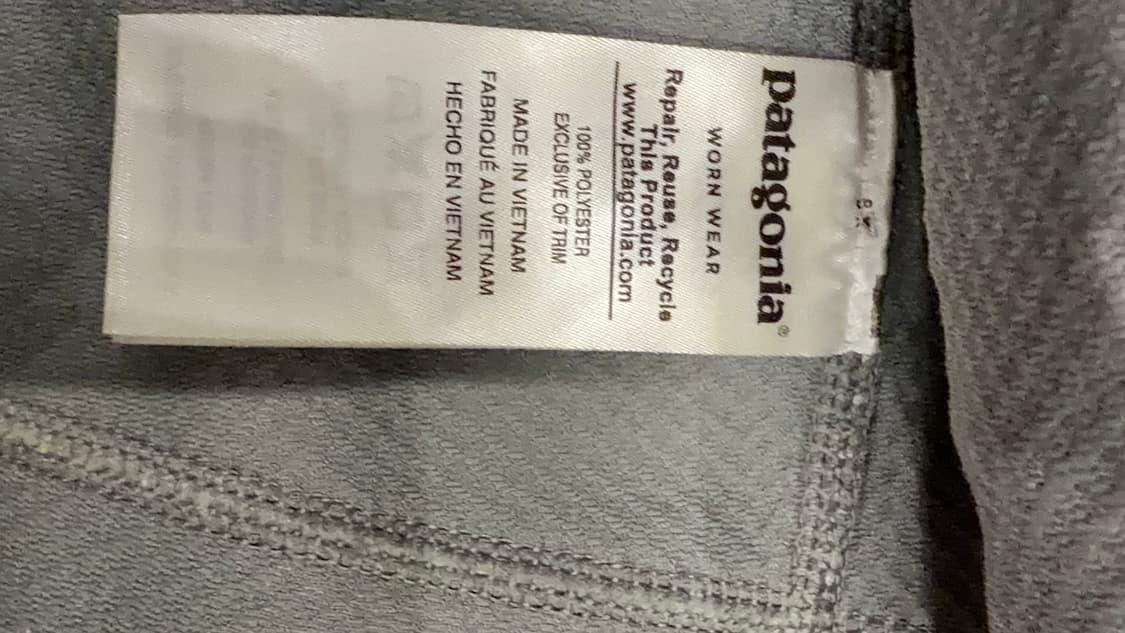 patagonia®
WORN WEAR
Repair, Reuse, Recycle
This Product
www.patagonia.com
100% POLYESTER
EXCLUSIVE OF TRIM
MADE IN VIETNAM
FABRIQUÉ AU VIETNAM
HECHO EN VIETNAM